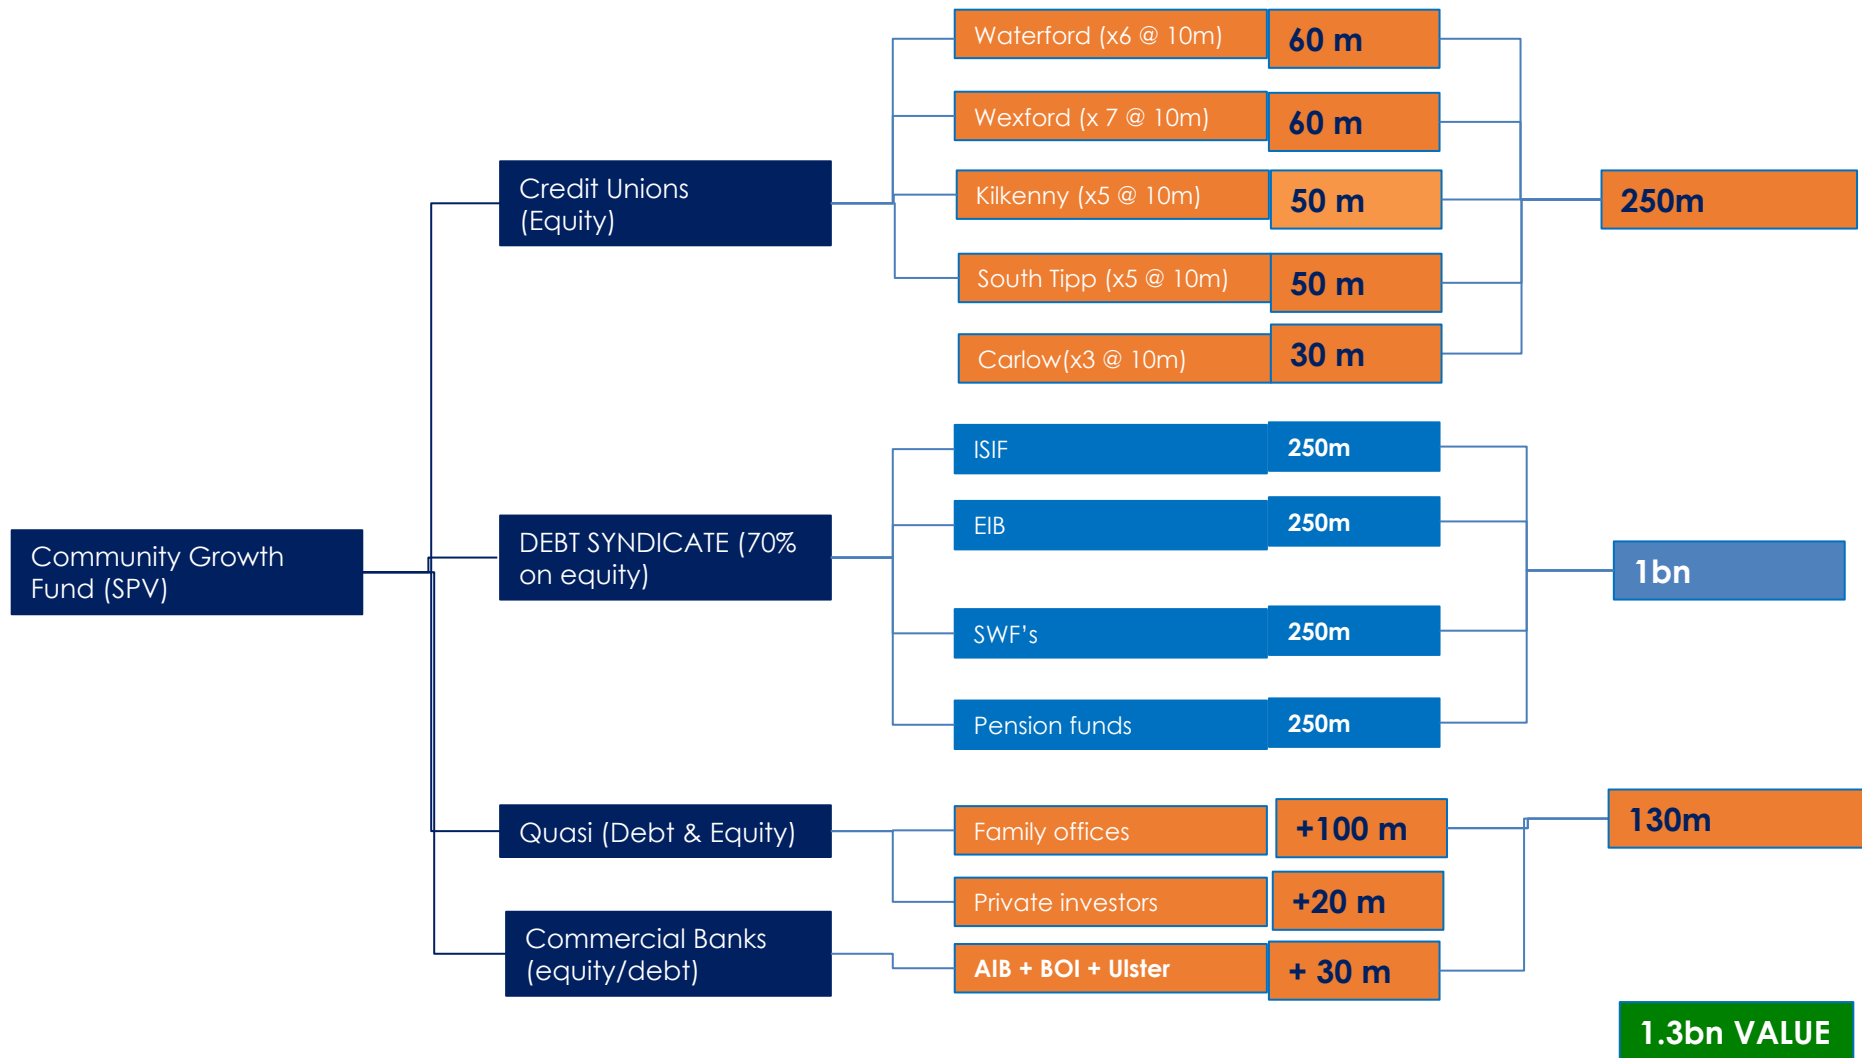 Waterford (x6 @ 10m)
60 m
Wexford (x 7 @ 10m)
60 m
Credit Unions
(Equity)
Kilkenny (x5 @ 10m)
50 m
250m
South Tipp (x5 @ 10m)
50 m
Carlow(x3 @ 10m)
30 m
ISIF
250m
EIB
250m
Community Growth
Fund (SPV)
DEBT SYNDICATE (70%
on equity)
1bn
SWF's
250m
Pension funds
250m
Quasi (Debt & Equity)
Family offices
+100 m
130m
Private investors
+20 m
Commercial Banks
(equity/debt)
AIB + BOI + Ulster
+ 30 m
1.3bn VALUE